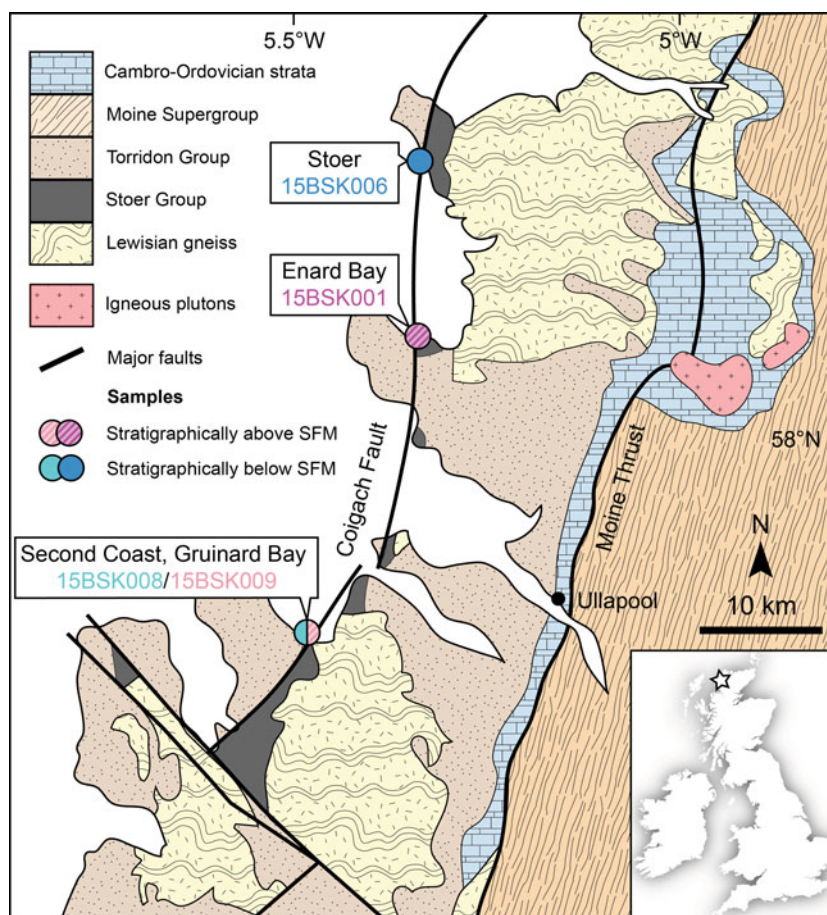 5.5°W
5°W
Cambro-Ordovician strata
Moine Supergroup
Torridon Group
Stoer Group
Lewisian gneiss
Igneous plutons
Major faults
Samples
Stratigraphically above SFM
Stratigraphically below SFM
Stoer
15BSK006
Enard Bay
15BSK001
58°N
Coigach Fault
Moine Thrust
Second Coast, Gruinard Bay
15BSK008/15BSK009
N
10 km
Ullapool